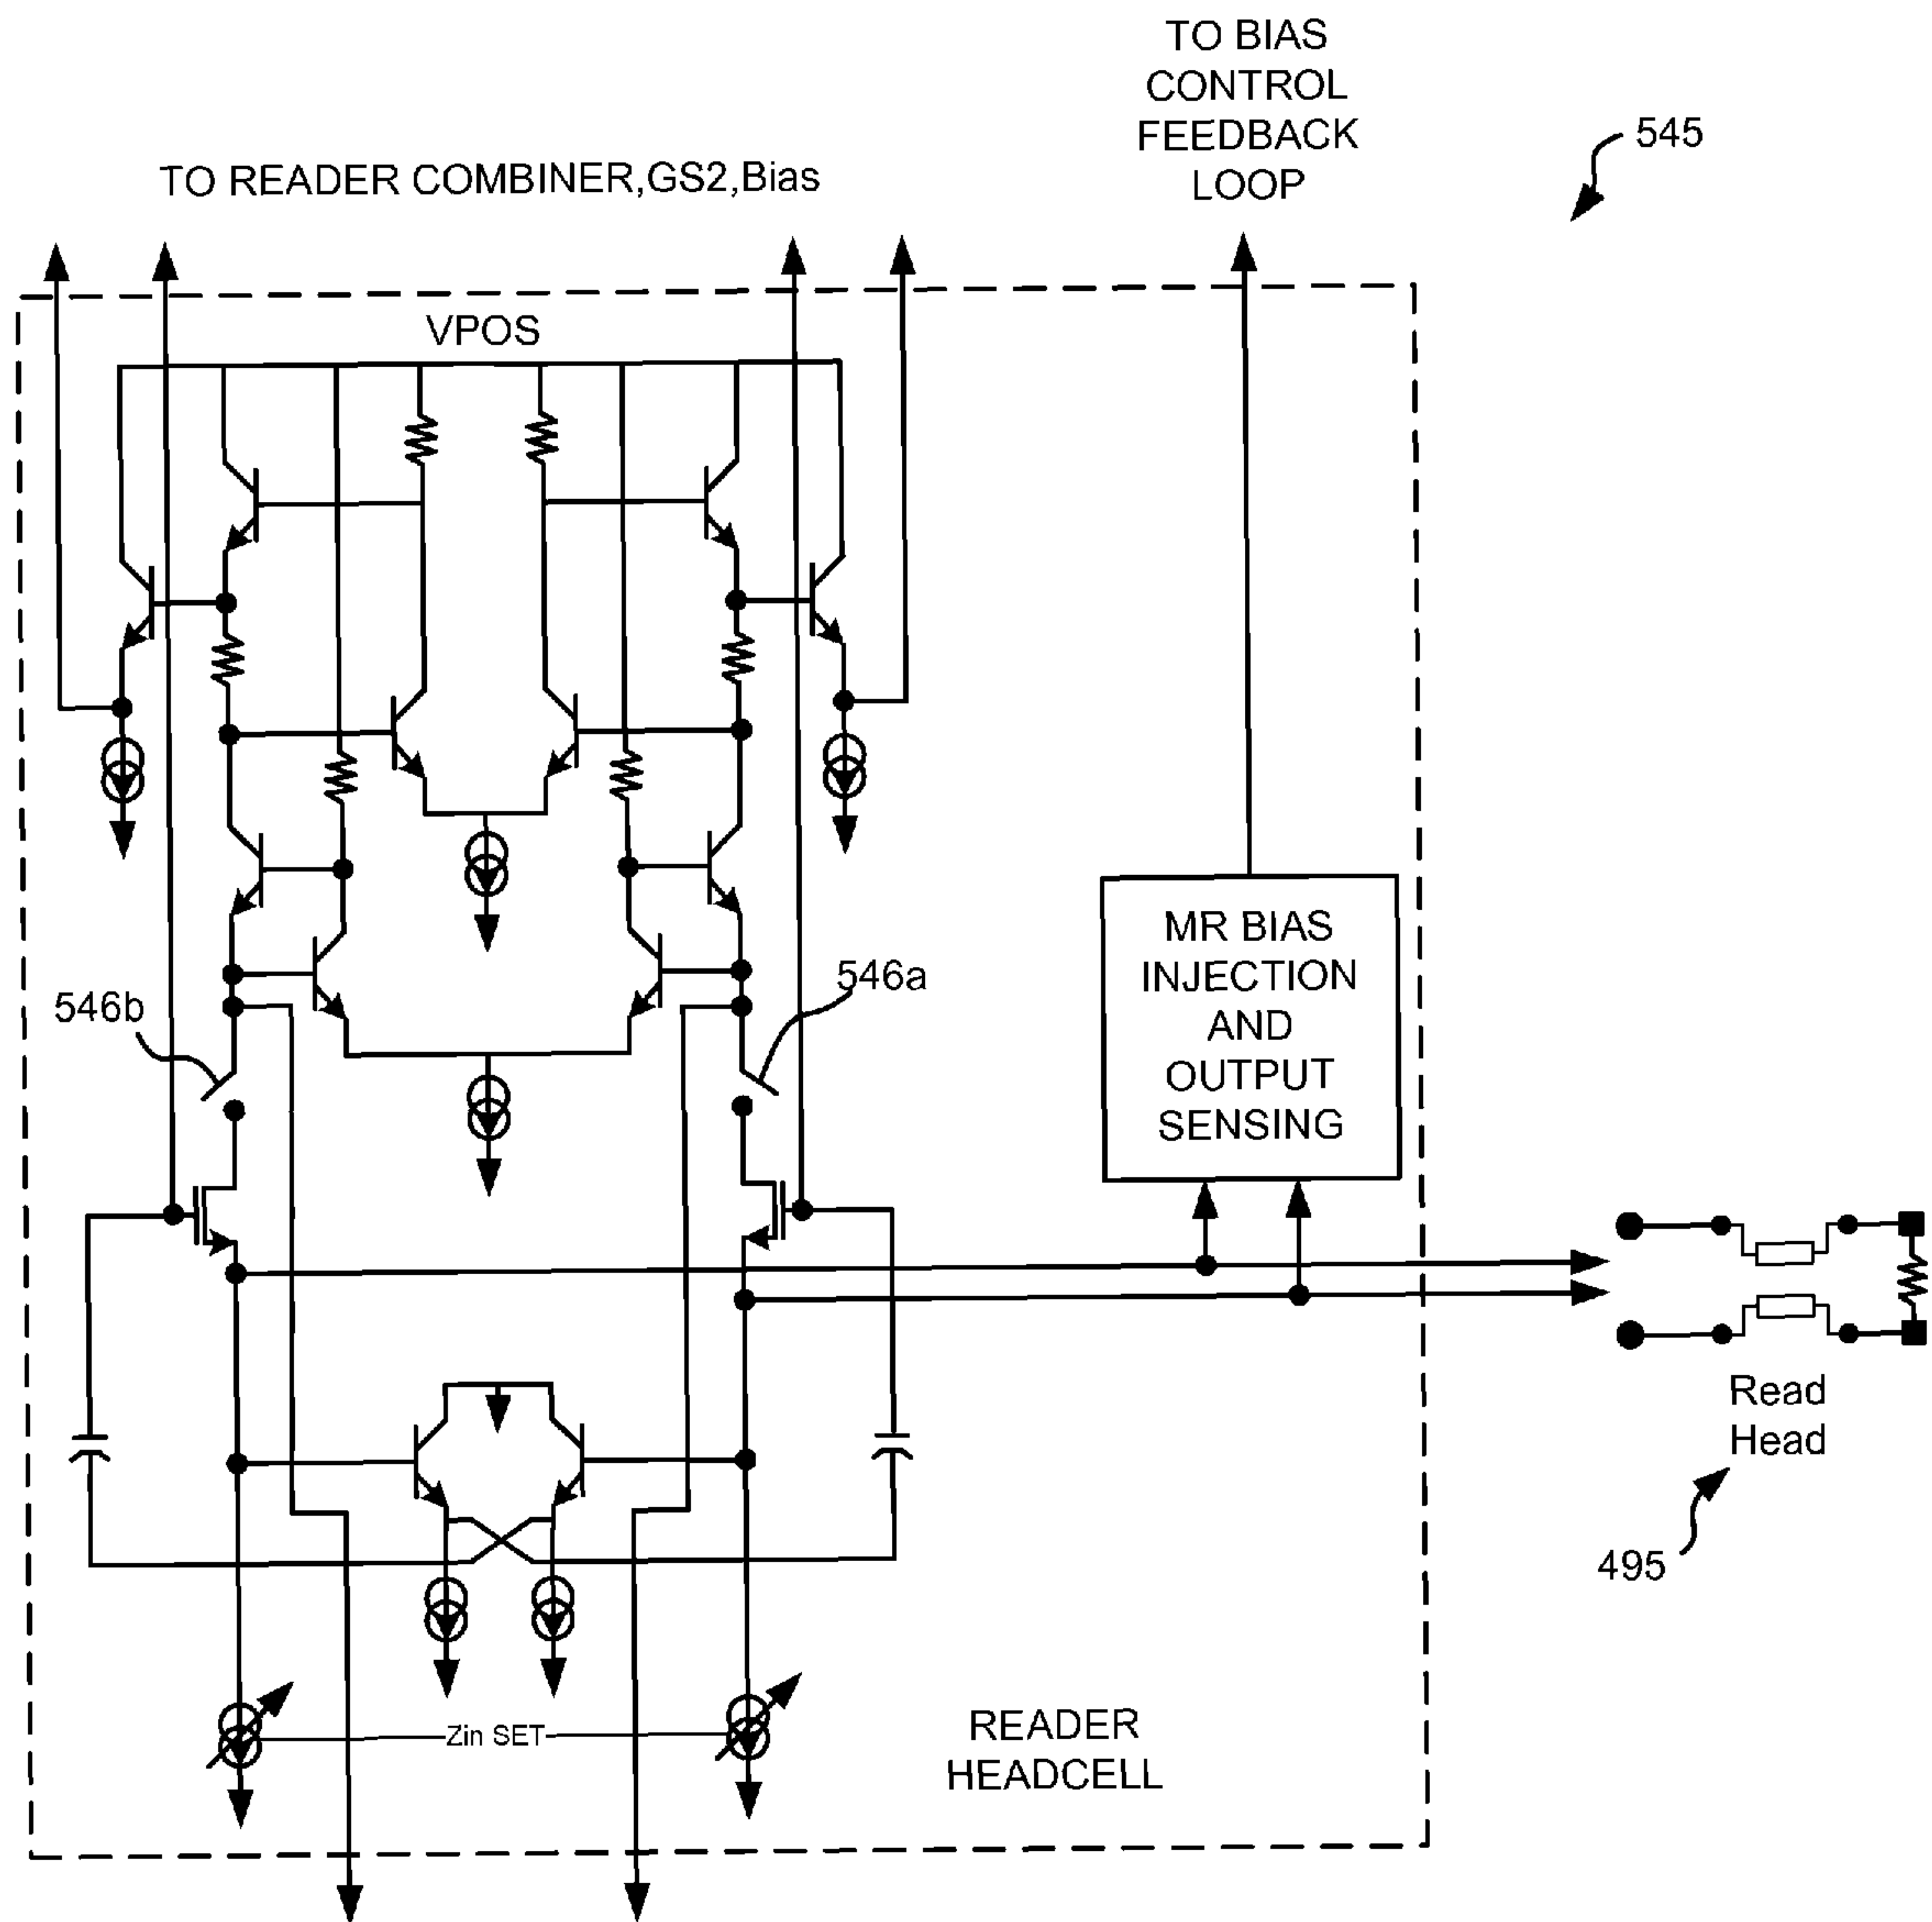 TO BIAS
CONTROL
FEEDBACK
LOOP
545
TO READER COMBINER,GS2,Bias
VPOS
546b
546a
MR BIAS
INJECTION
AND
OUTPUT
SENSING
Read
Head
495
Zin SET
READER
HEADCELL